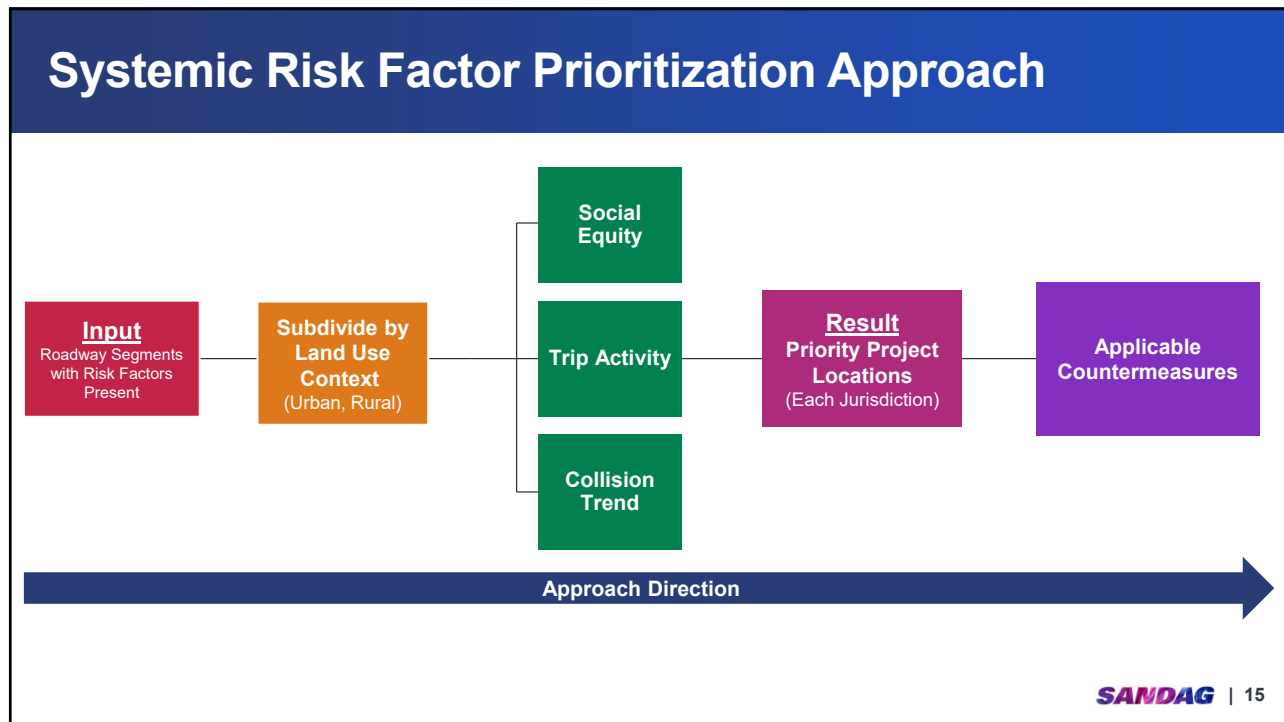 Systemic Risk Factor Prioritization Approach
Input
Roadway Segments
with Risk Factors
Present
Subdivide by
Land Use
Context
(Urban, Rural)
Social
Equity
Trip Activity
Collision
Trend
Result
Priority Project
Locations
(Each Jurisdiction)
Applicable
Countermeasures
Approach Direction
SANDAG | 15